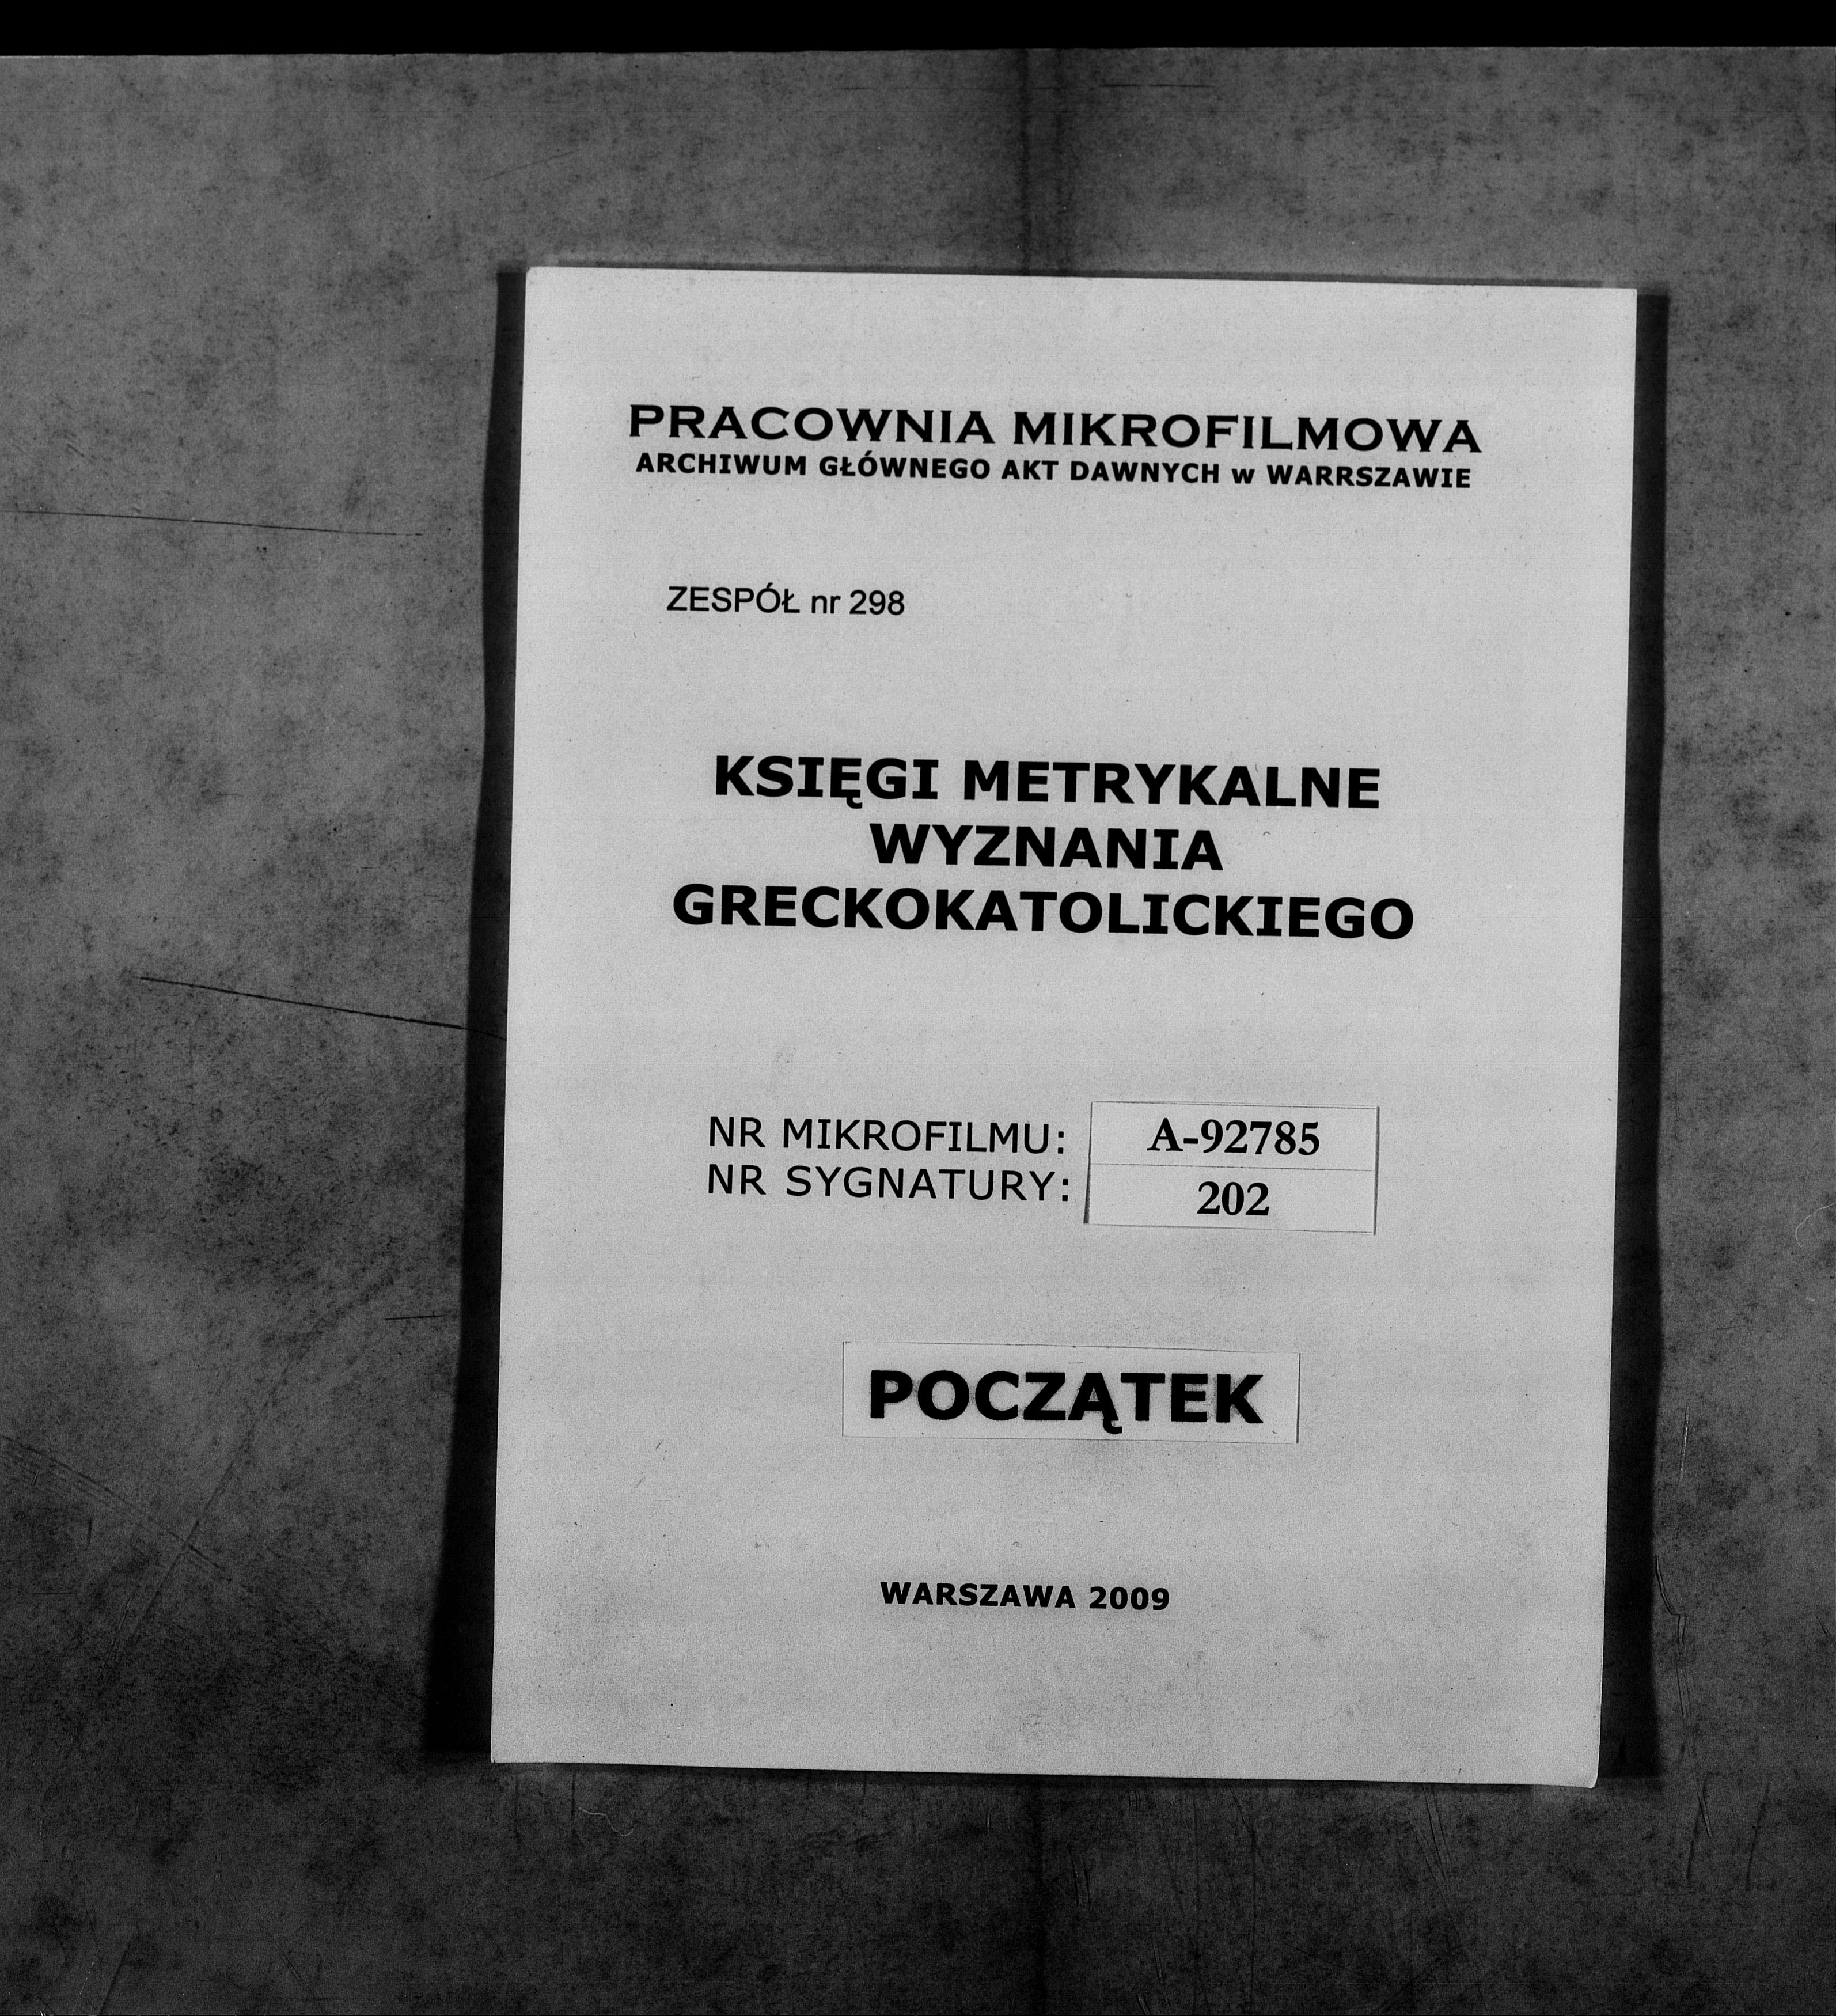 PRACOWNIA MIKROFILMOWA
ARCHIWUM GŁÓWNEGO AKT DAWNYCH w WARRSZAWIE
ZESPÓŁ nr 298
KSIĘGI METRYKALNE
WYZNANIA
GRECKOKATOLICKIEGO
NR MIKROFILMU: A-92785
NR SYGNATURY: 202
POCZĄTEK
WARSZAWA 2009